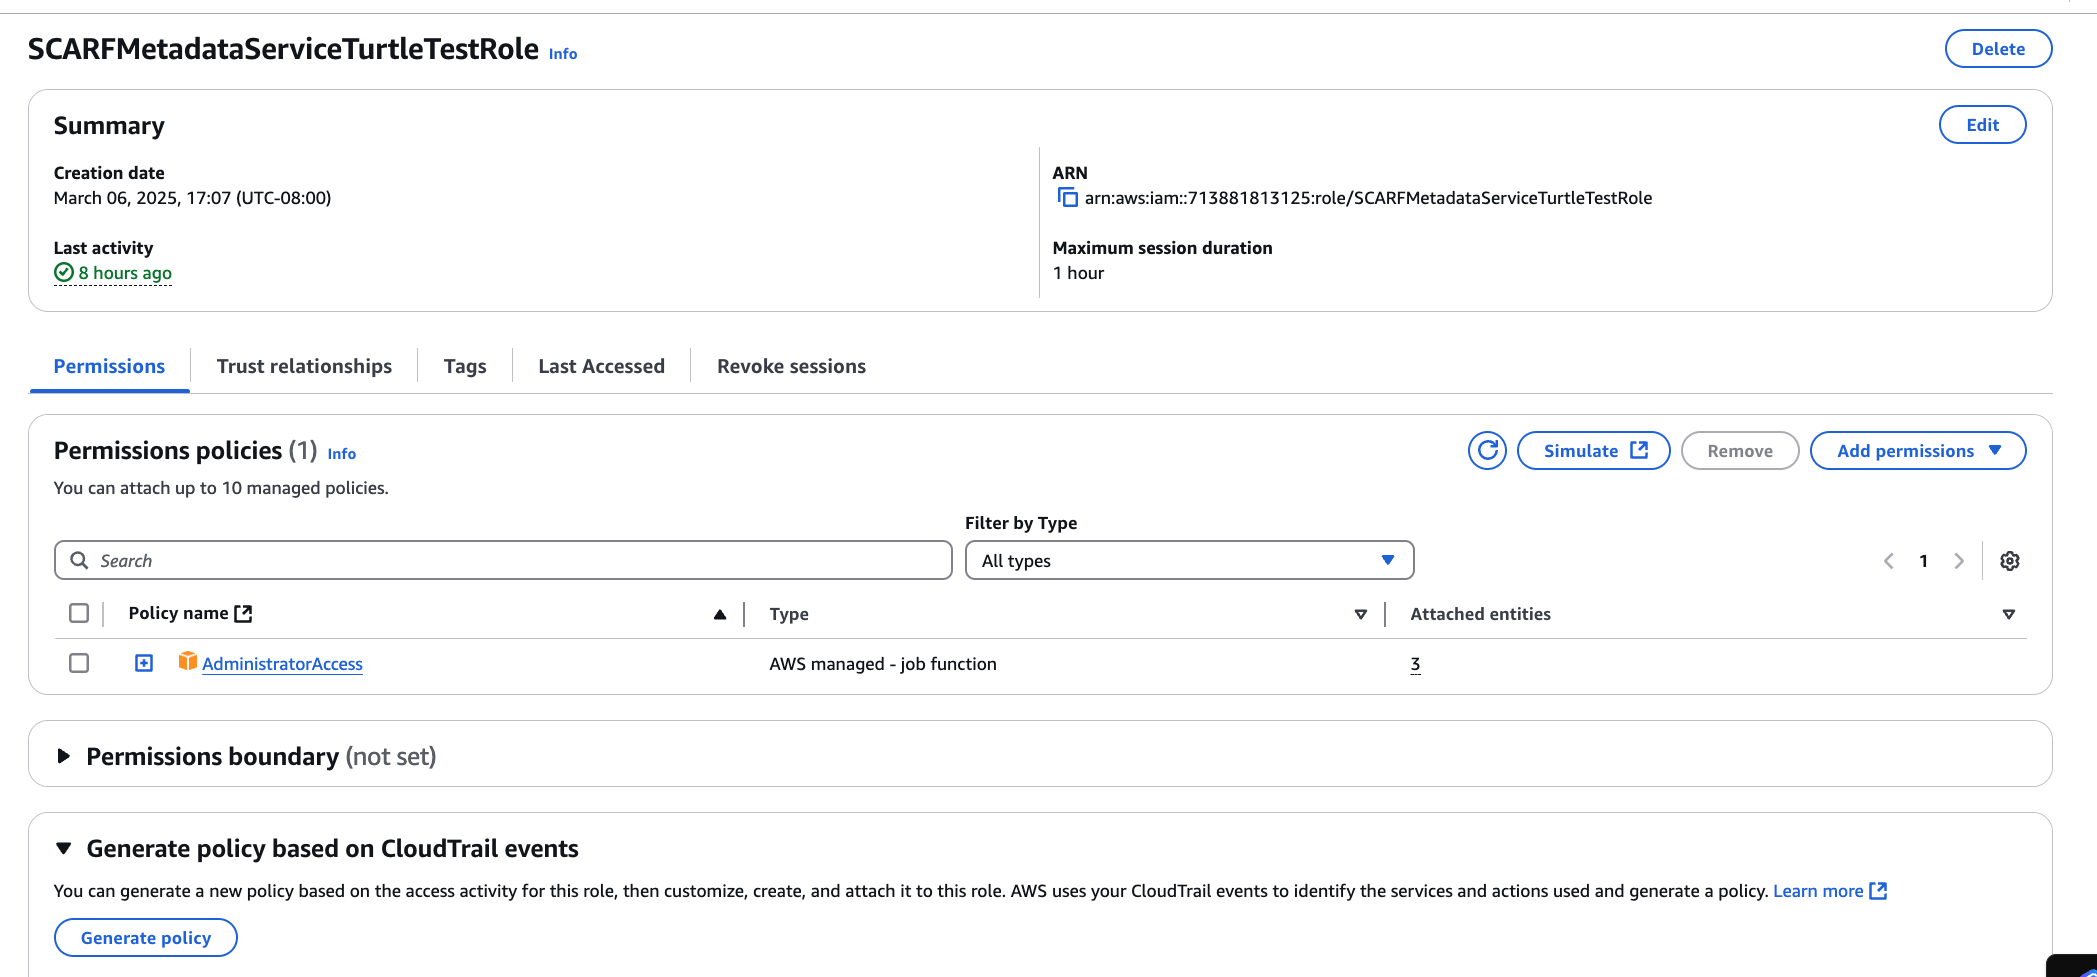 SCARFMetadataServiceTurtleTestRole Info
Delete
Summary
Edit
Creation date
March 06, 2025, 17:07 (UTC-08:00)
ARN
arn:aws:iam::713881813125:role/SCARFMetadataServiceTurtleTestRole
Last activity
8 hours ago
Maximum session duration
1 hour
Permissions
Trust relationships
Tags
Last Accessed
Revoke sessions
Permissions policies (1) Info
Simulate
Remove
Add permissions
You can attach up to 10 managed policies.
Filter by Type
Search
All types
1
Policy name
Type
Attached entities
AdministratorAccess
AWS managed - job function
3
Permissions boundary (not set)
Generate policy based on CloudTrail events
You can generate a new policy based on the access activity for this role, then customize, create, and attach it to this role. AWS uses your CloudTrail events to identify the services and actions used and generate a policy. Learn more
Generate policy